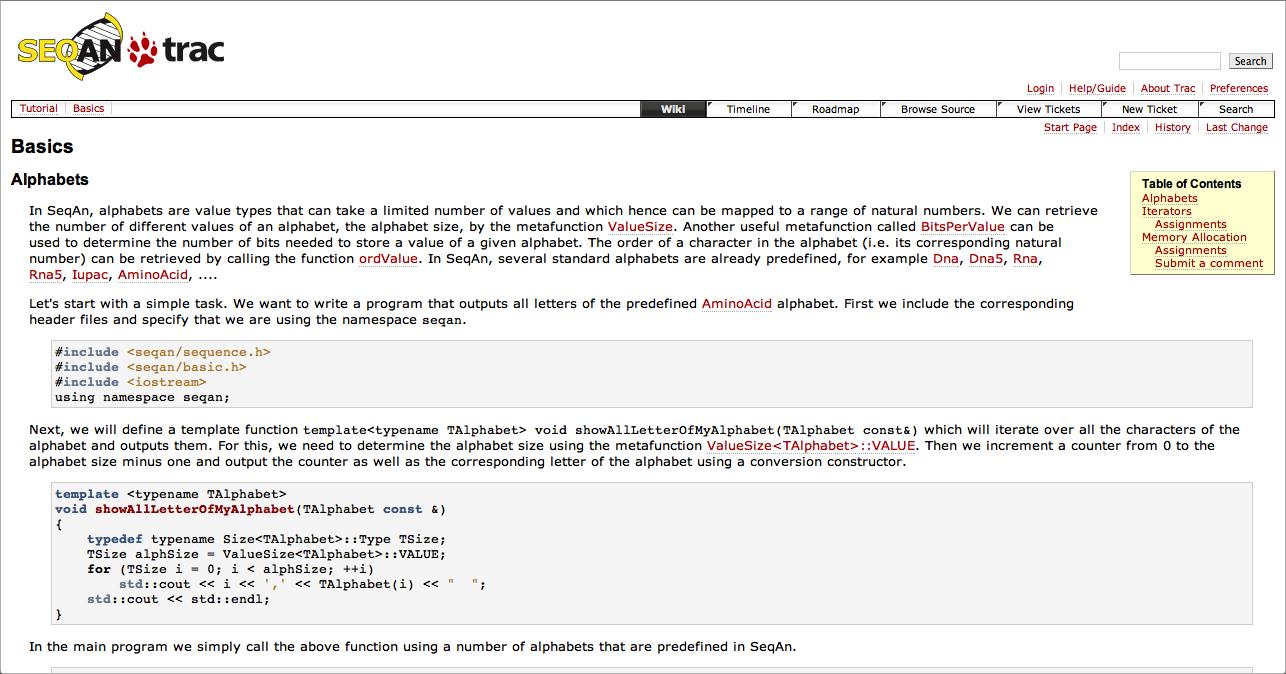 SEQAN trac
Search
Login Help/Guide About Trac Preferences
Tutorial Basics Wiki Timeline Roadmap Browse Source View Tickets New Ticket Search
Start Page Index History Last Change
Basics
Alphabets
Table of Contents
Alphabets
Iterators
Assignments
Memory Allocation
Assignments
Submit a comment
In SeqAn, alphabets are value types that can take a limited number of values and which hence can be mapped to a range of natural numbers. We can retrieve
the number of different values of an alphabet, the alphabet size, by the metafunction ValueSize. Another useful metafunction called BitsPerValue can be
used to determine the number of bits needed to store a value of a given alphabet. The order of a character in the alphabet (i.e. its corresponding natural
number) can be retrieved by calling the function ordValue. In SeqAn, several standard alphabets are already predefined, for example Dna, Dna5, Rna,
Rna5, Iupac, AminoAcid, ....
Let's start with a simple task. We want to write a program that outputs all letters of the predefined AminoAcid alphabet. First we include the corresponding
header files and specify that we are using the namespace seqan.
#include <seqan/sequence.h>
#include <seqan/basic.h>
#include <iostream>
using namespace seqan;
Next, we will define a template function template<typename TAlphabet> void showAllLetterOfMyAlphabet(TAlphabet const&) which will iterate over all the characters of the
alphabet and outputs them. For this, we need to determine the alphabet size using the metafunction ValueSize<TAlphabet>::VALUE. Then we increment a counter from 0 to the
alphabet size minus one and output the counter as well as the corresponding letter of the alphabet using a conversion constructor.
template <typename TAlphabet>
void showAllLetterOfMyAlphabet(TAlphabet const &)
{
    typedef typename Size<TAlphabet>::Type TSize;
    TSize alphSize = ValueSize<TAlphabet>::VALUE;
    for (TSize i = 0; i < alphSize; ++i)
        std::cout << i << ',' << TAlphabet(i) << "  ";
    std::cout << std::endl;
}
In the main program we simply call the above function using a number of alphabets that are predefined in SeqAn.